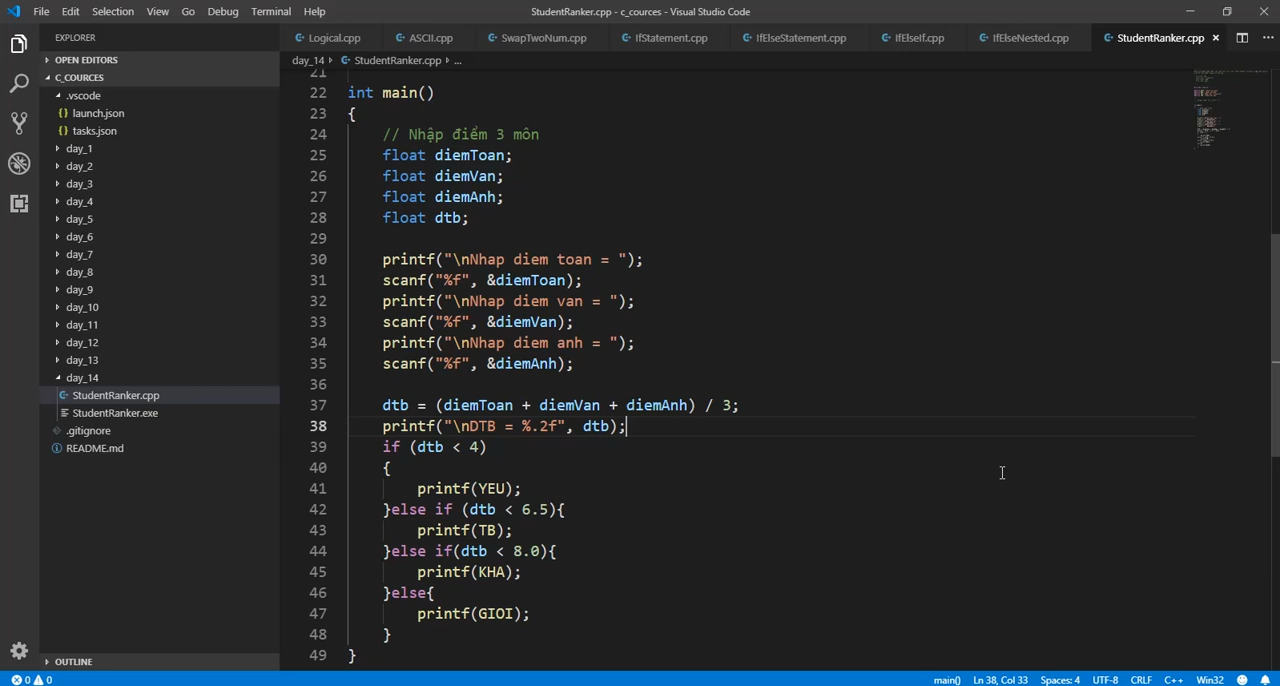 File Edit Selection View Go Debug Terminal Help StudentRanker.cpp - c_cources - Visual Studio Code
EXPLORER
OPEN EDITORS
C_COURCES
.vscode
launch.json
tasks.json
day_1
day_2
day_3
day_4
day_5
day_6
day_7
day_8
day_9
day_10
day_11
day_12
day_13
day_14
StudentRanker.cpp
StudentRanker.exe
.gitignore
README.md
OUTLINE
Logical.cpp ASCII.cpp SwapTwoNum.cpp IfStatement.cpp IfElseStatement.cpp IfElseIf.cpp IfElseNested.cpp StudentRanker.cpp
day_14 StudentRanker.cpp ...
21
22 int main()
23 {
24 // Nhập điểm 3 môn
25 float diemToan;
26 float diemVan;
27 float diemAnh;
28 float dtb;
29
30 printf("\nNhap diem toan = ");
31 scanf("%f", &diemToan);
32 printf("\nNhap diem van = ");
33 scanf("%f", &diemVan);
34 printf("\nNhap diem anh = ");
35 scanf("%f", &diemAnh);
36
37 dtb = (diemToan + diemVan + diemAnh) / 3;
38 printf("\nDTB = %.2f", dtb);
39 if (dtb < 4)
40 {
41 printf(YEU);
42 }else if (dtb < 6.5){
43 printf(TB);
44 }else if(dtb < 8.0){
45 printf(KHA);
46 }else{
47 printf(GIOI);
48 }
49 }
0 0 main() Ln 38, Col 33 Spaces: 4 UTF-8 CRLF C++ Win32